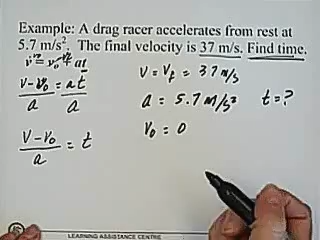 Example: A drag racer accelerates from rest at
5.7 m/s². The final velocity is 37 m/s. Find time.
v = v₀ + at
v = v_f = 37 m/s
v - v₀ = at
a a
a = 5.7 m/s² t = ?
v - v₀ = t
a
v₀ = 0
LEARNING ASSISTANCE CENTRE